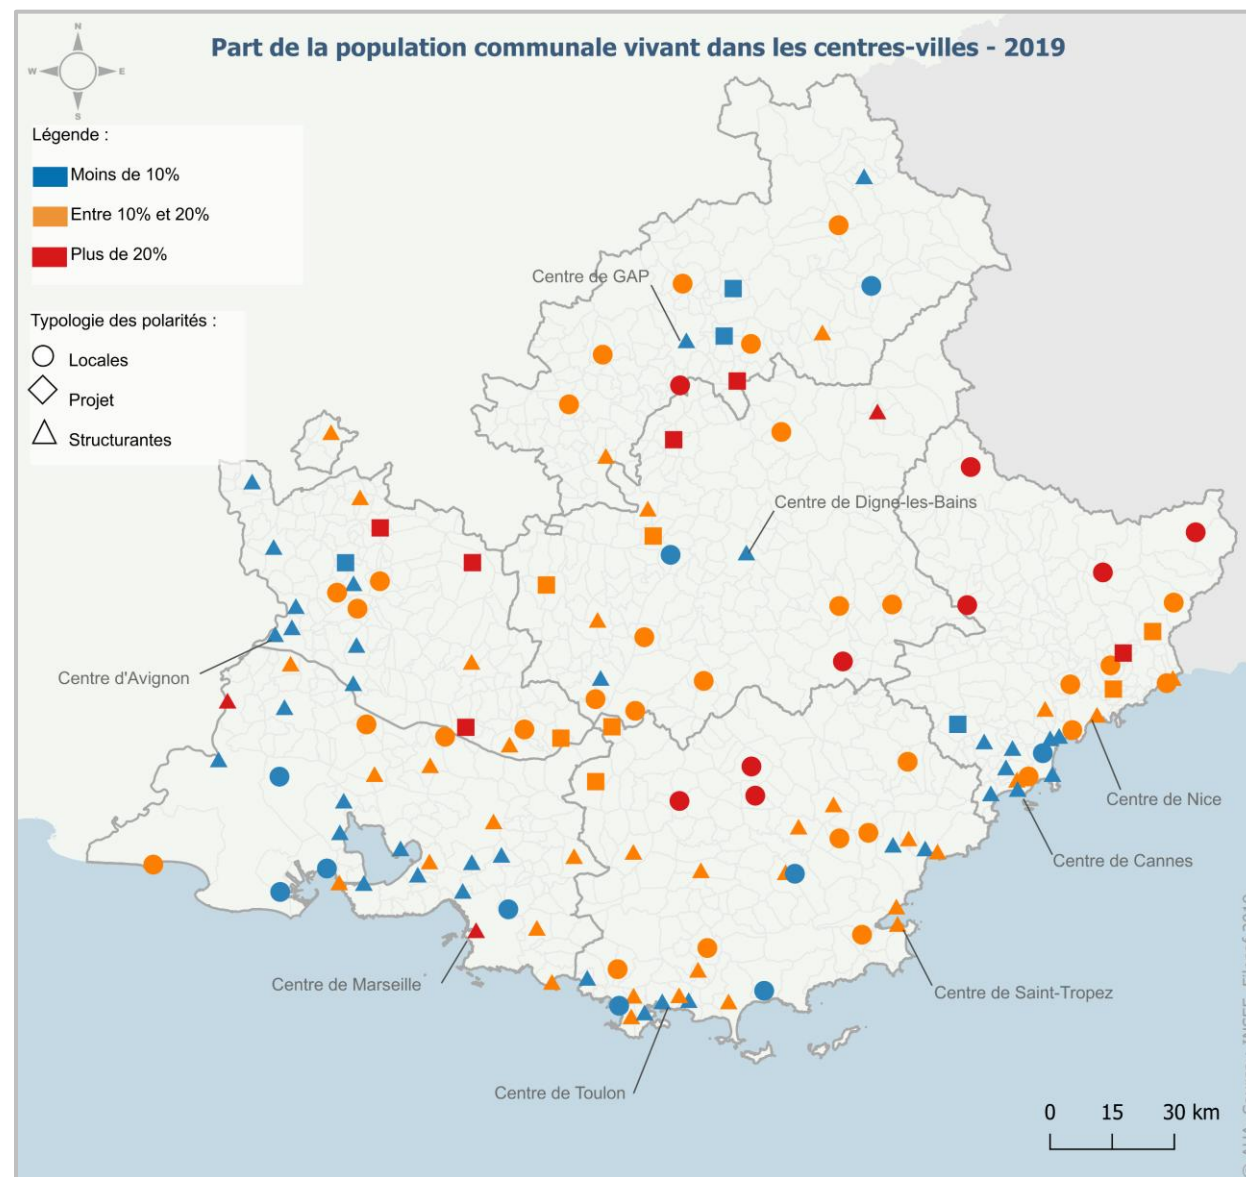 Part de la population communale vivant dans les centres-villes - 2019
N
W
E
S
Légende :
Moins de 10%
Entre 10% et 20%
Plus de 20%
Typologie des polarités :
Locales
Projet
Structurantes
Centre de GAP
Centre de Digne-les-Bains
Centre d'Avignon
Centre de Nice
Centre de Cannes
Centre de Marseille
Centre de Saint-Tropez
Centre de Toulon
0 15 30 km